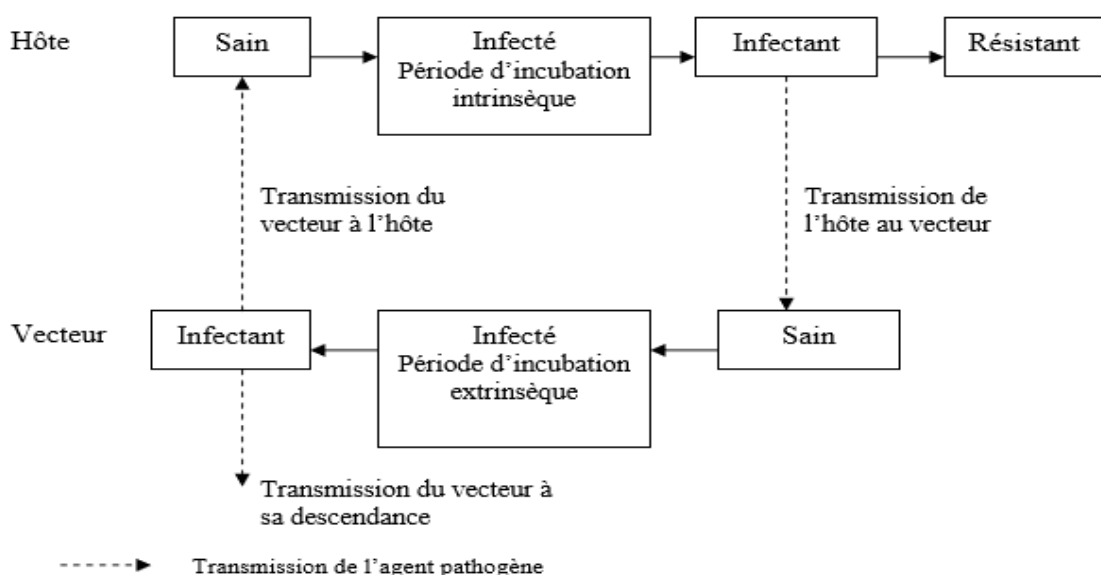 Hôte
Sain
Infecté
Période d'incubation
intrinsèque
Infectant
Résistant
Transmission du
vecteur à l'hôte
Transmission de
l'hôte au vecteur
Vecteur
Infectant
Infecté
Période d'incubation
extrinsèque
Sain
Transmission du vecteur à
sa descendance
Transmission de l'agent pathogène